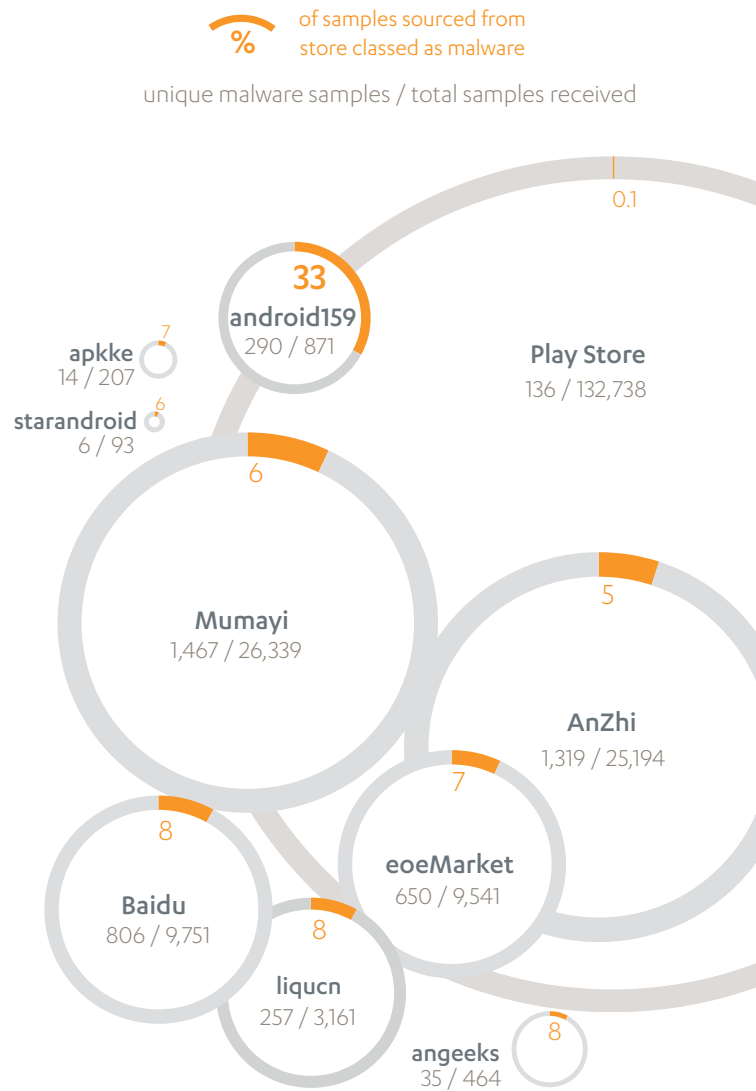 %
of samples sourced from
store classed as malware
unique malware samples / total samples received
0.1
Play Store
136 / 132,738
33
android159
290 / 871
7
apkke
14 / 207
6
starandroid
6 / 93
6
Mumayi
1,467 / 26,339
5
AnZhi
1,319 / 25,194
7
eoeMarket
650 / 9,541
8
Baidu
806 / 9,751
8
liqucn
257 / 3,161
8
angeeks
35 / 464